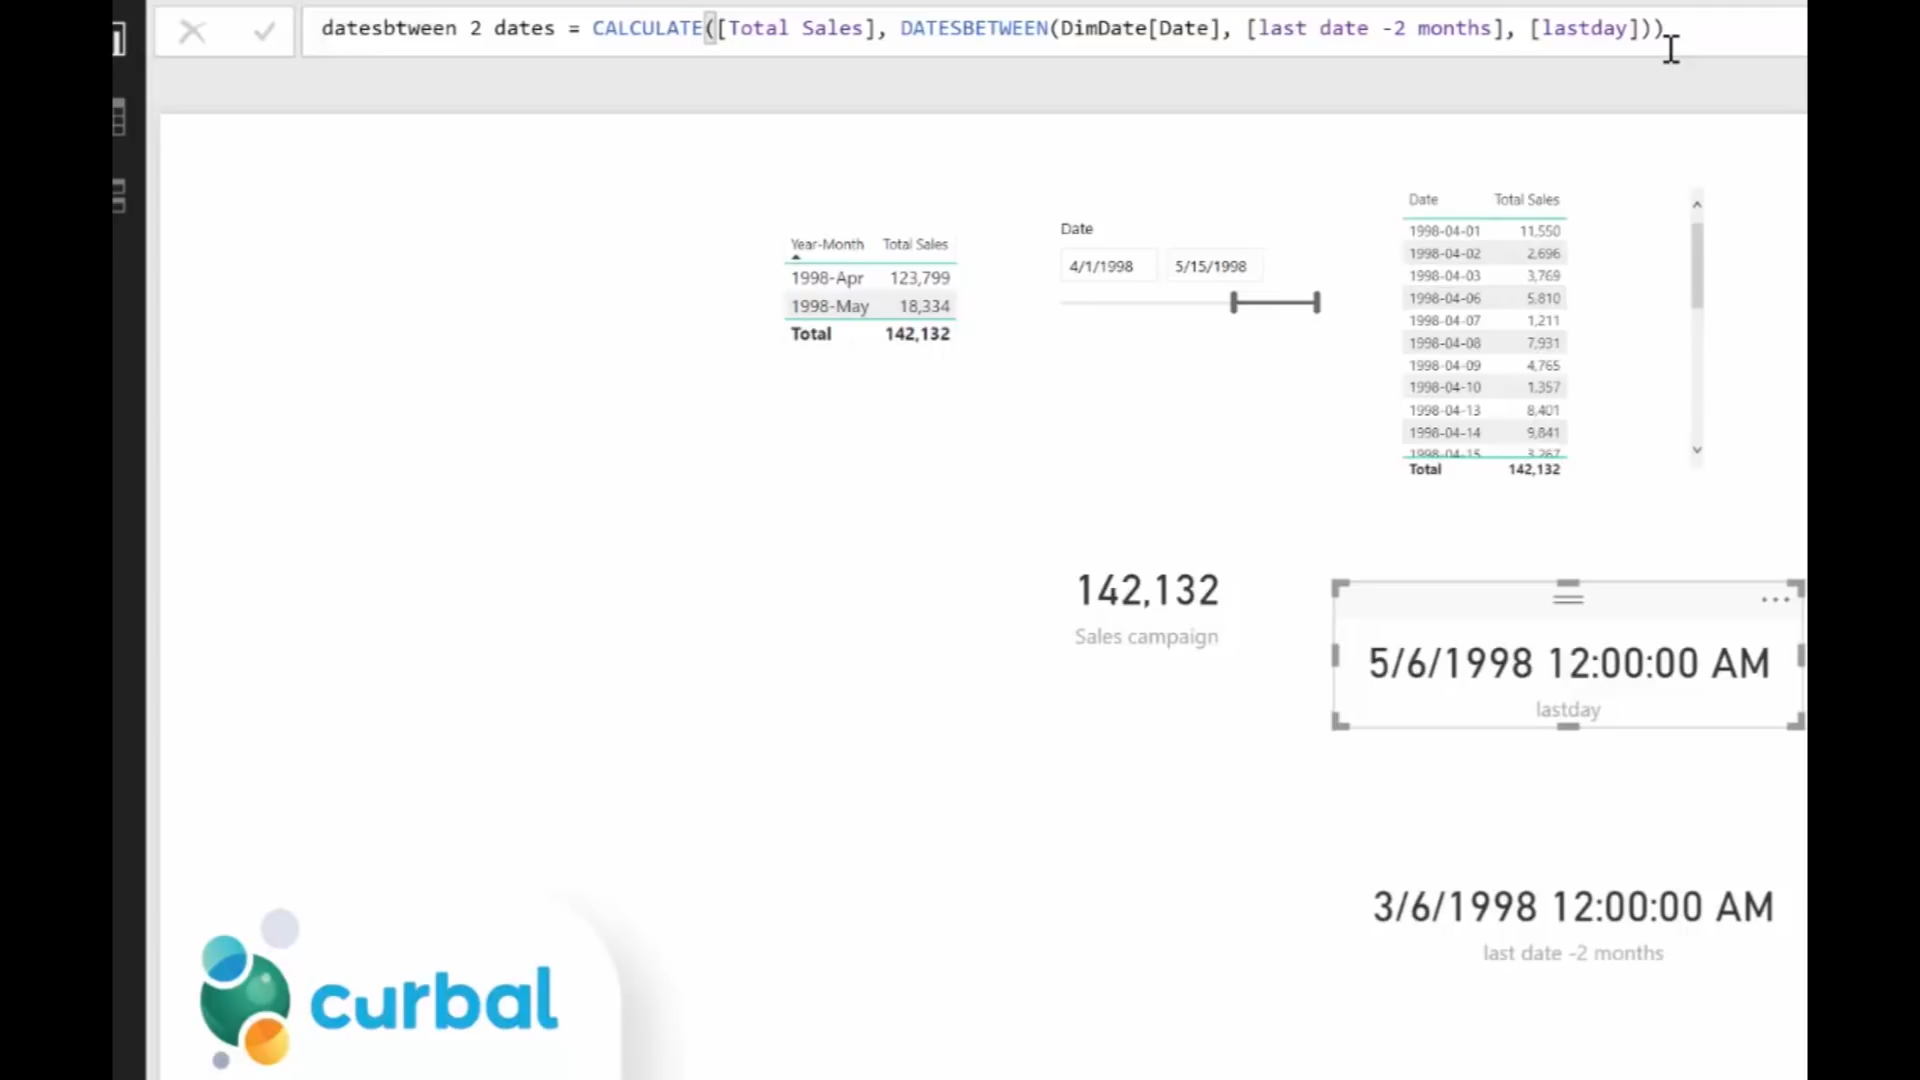 datesbtween 2 dates = CALCULATE([Total Sales], DATESBETWEEN(DimDate[Date], [last date -2 months], [lastday]))
Year-Month Total Sales
1998-Apr 123,799
1998-May 18,334
Total 142,132
Date
4/1/1998 5/15/1998
Date Total Sales
1998-04-01 11,550
1998-04-02 2,696
1998-04-03 3,769
1998-04-06 5,810
1998-04-07 1,211
1998-04-08 7,931
1998-04-09 4,765
1998-04-10 1,357
1998-04-13 8,401
1998-04-14 9,841
1998-04-15 3,267
Total 142,132
142,132
Sales campaign
5/6/1998 12:00:00 AM
lastday
3/6/1998 12:00:00 AM
last date -2 months
curbal